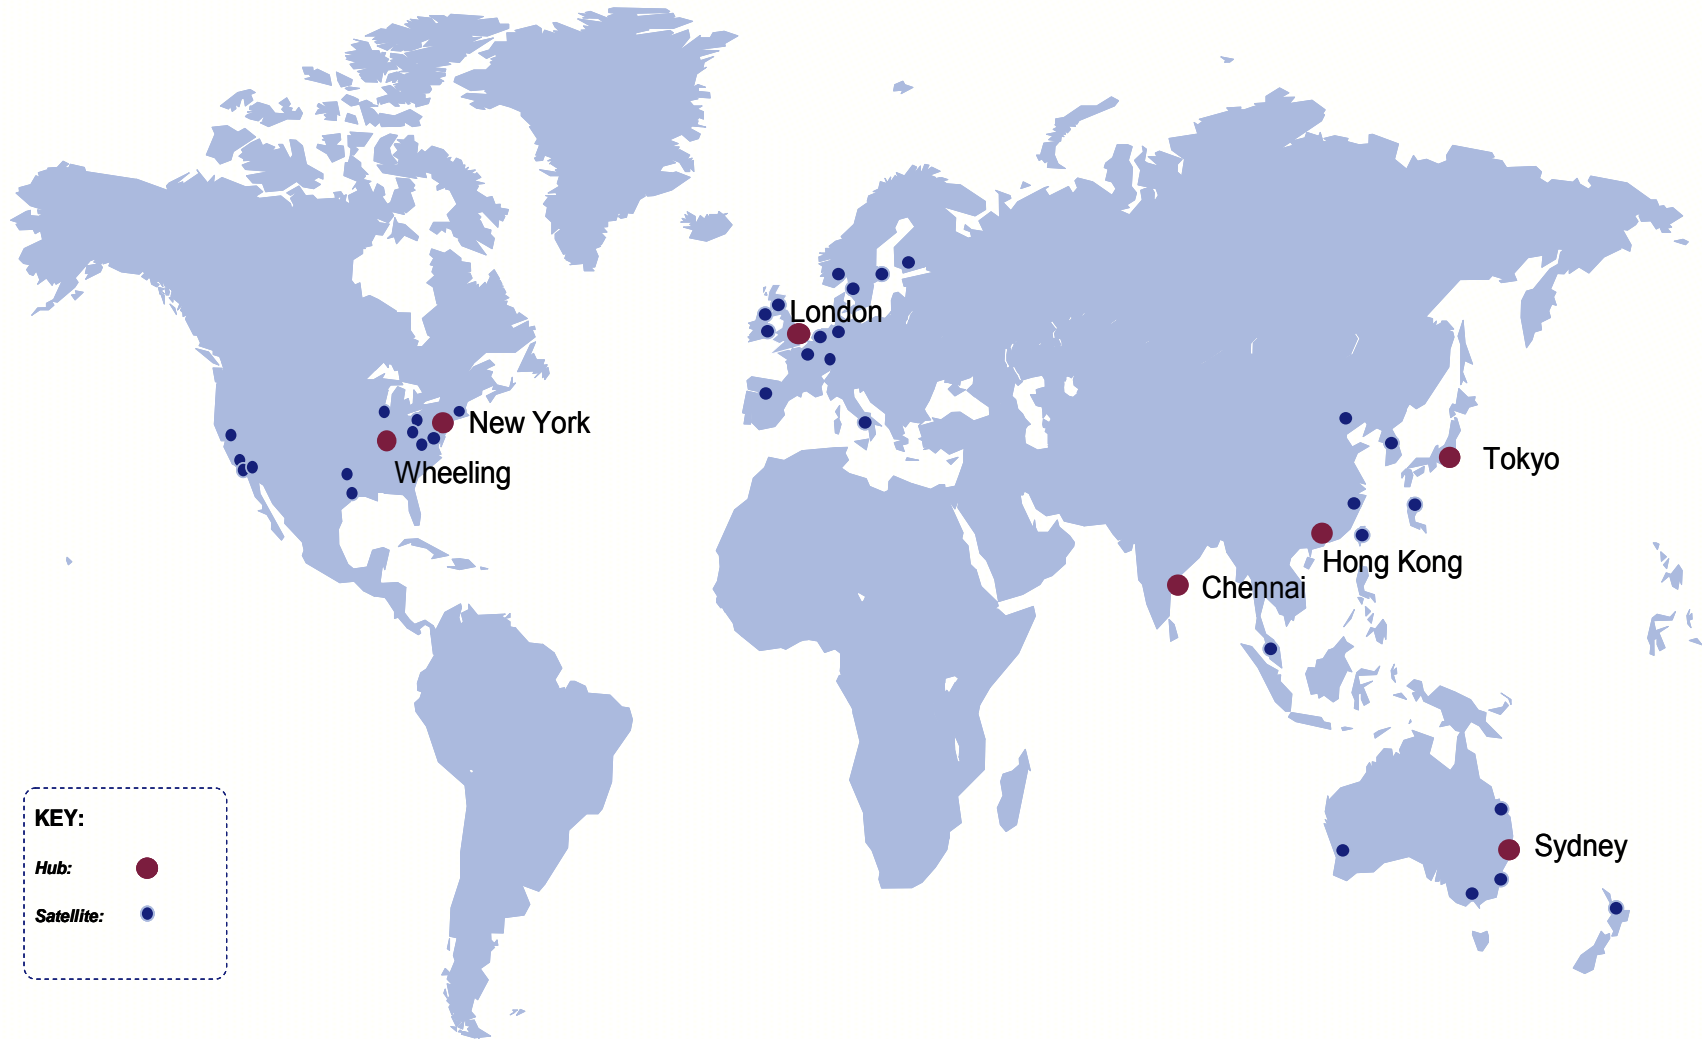 London
New York
Wheeling
Tokyo
Hong Kong
Chennai
Sydney
KEY:
Hub:
Satellite: